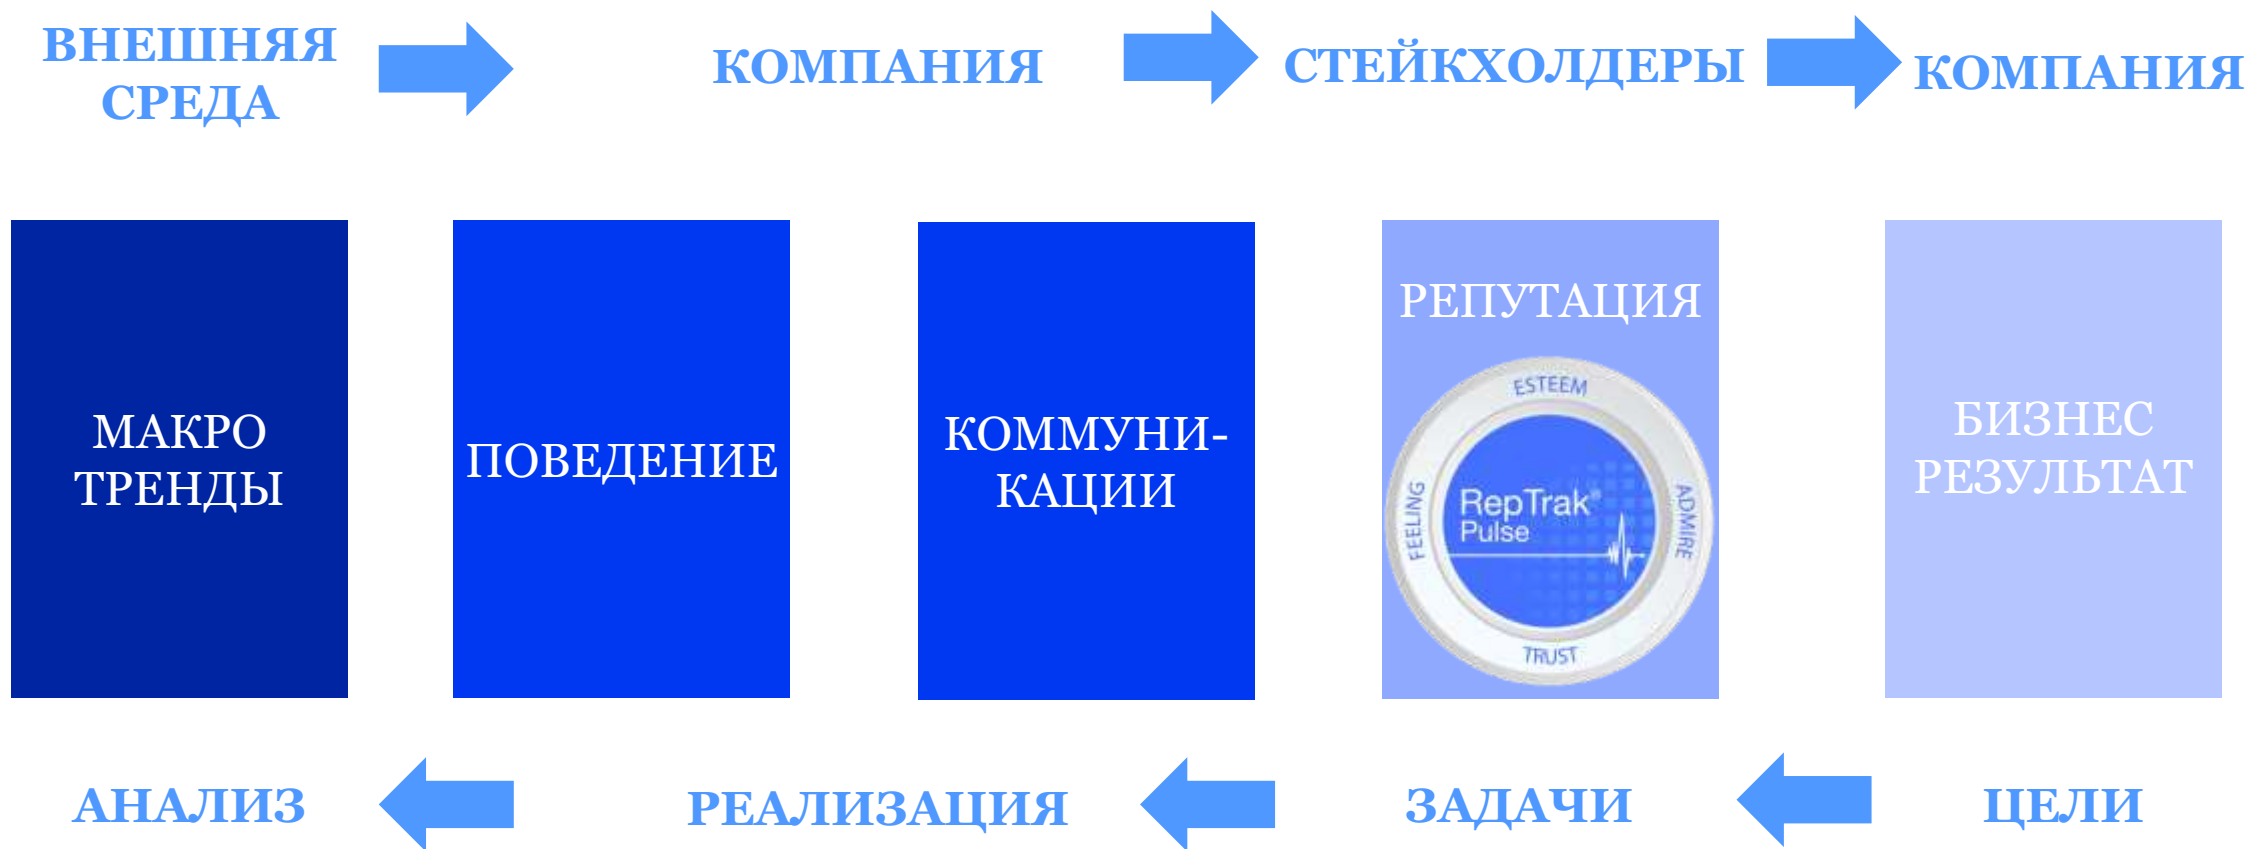 ВНЕШНЯЯ
СРЕДА
КОМПАНИЯ
СТЕЙКХОЛДЕРЫ
КОМПАНИЯ
МАКРО
ТРЕНДЫ
ПОВЕДЕНИЕ
КОММУНИ-
КАЦИИ
РЕПУТАЦИЯ
ESTEEM
FEELING
RepTrak®
Pulse
ADMIRE
TRUST
БИЗНЕС
РЕЗУЛЬТАТ
АНАЛИЗ
РЕАЛИЗАЦИЯ
ЗАДАЧИ
ЦЕЛИ